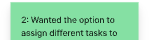 2: Wanted the option to
assign different tasks to